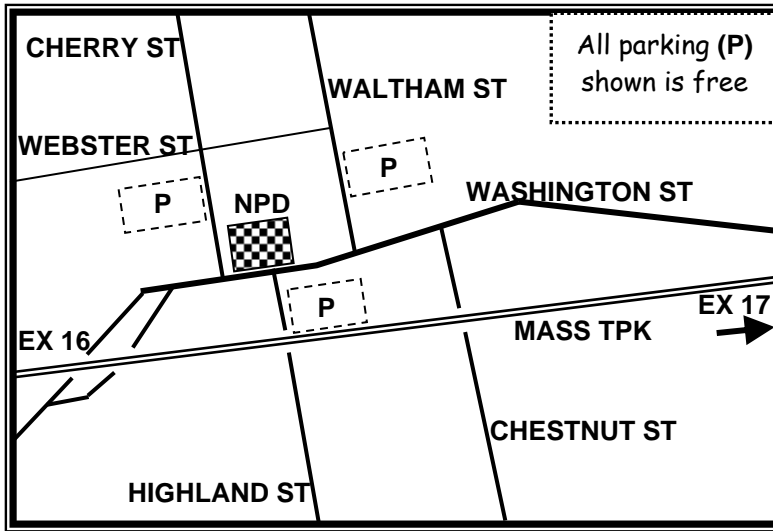 CHERRY ST
All parking (P)
shown is free
WALTHAM ST
WEBSTER ST
P
P
NPD
WASHINGTON ST
P
EX 16
EX 17
MASS TPK
CHESTNUT ST
HIGHLAND ST